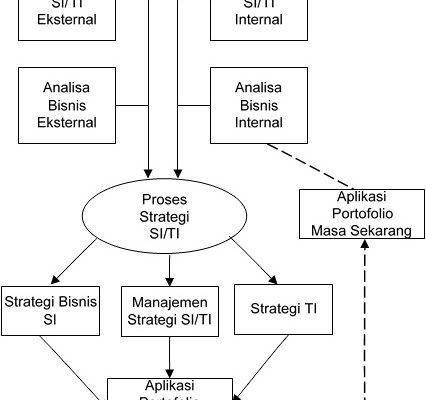 SI/TI
Eksternal
SI/TI
Internal
Analisa
Bisnis
Eksternal
Analisa
Bisnis
Internal
Proses
Strategi
SI/TI
Aplikasi
Portofolio
Masa Sekarang
Strategi Bisnis
SI
Manajemen
Strategi SI/TI
Strategi TI
Aplikasi
Portofolio